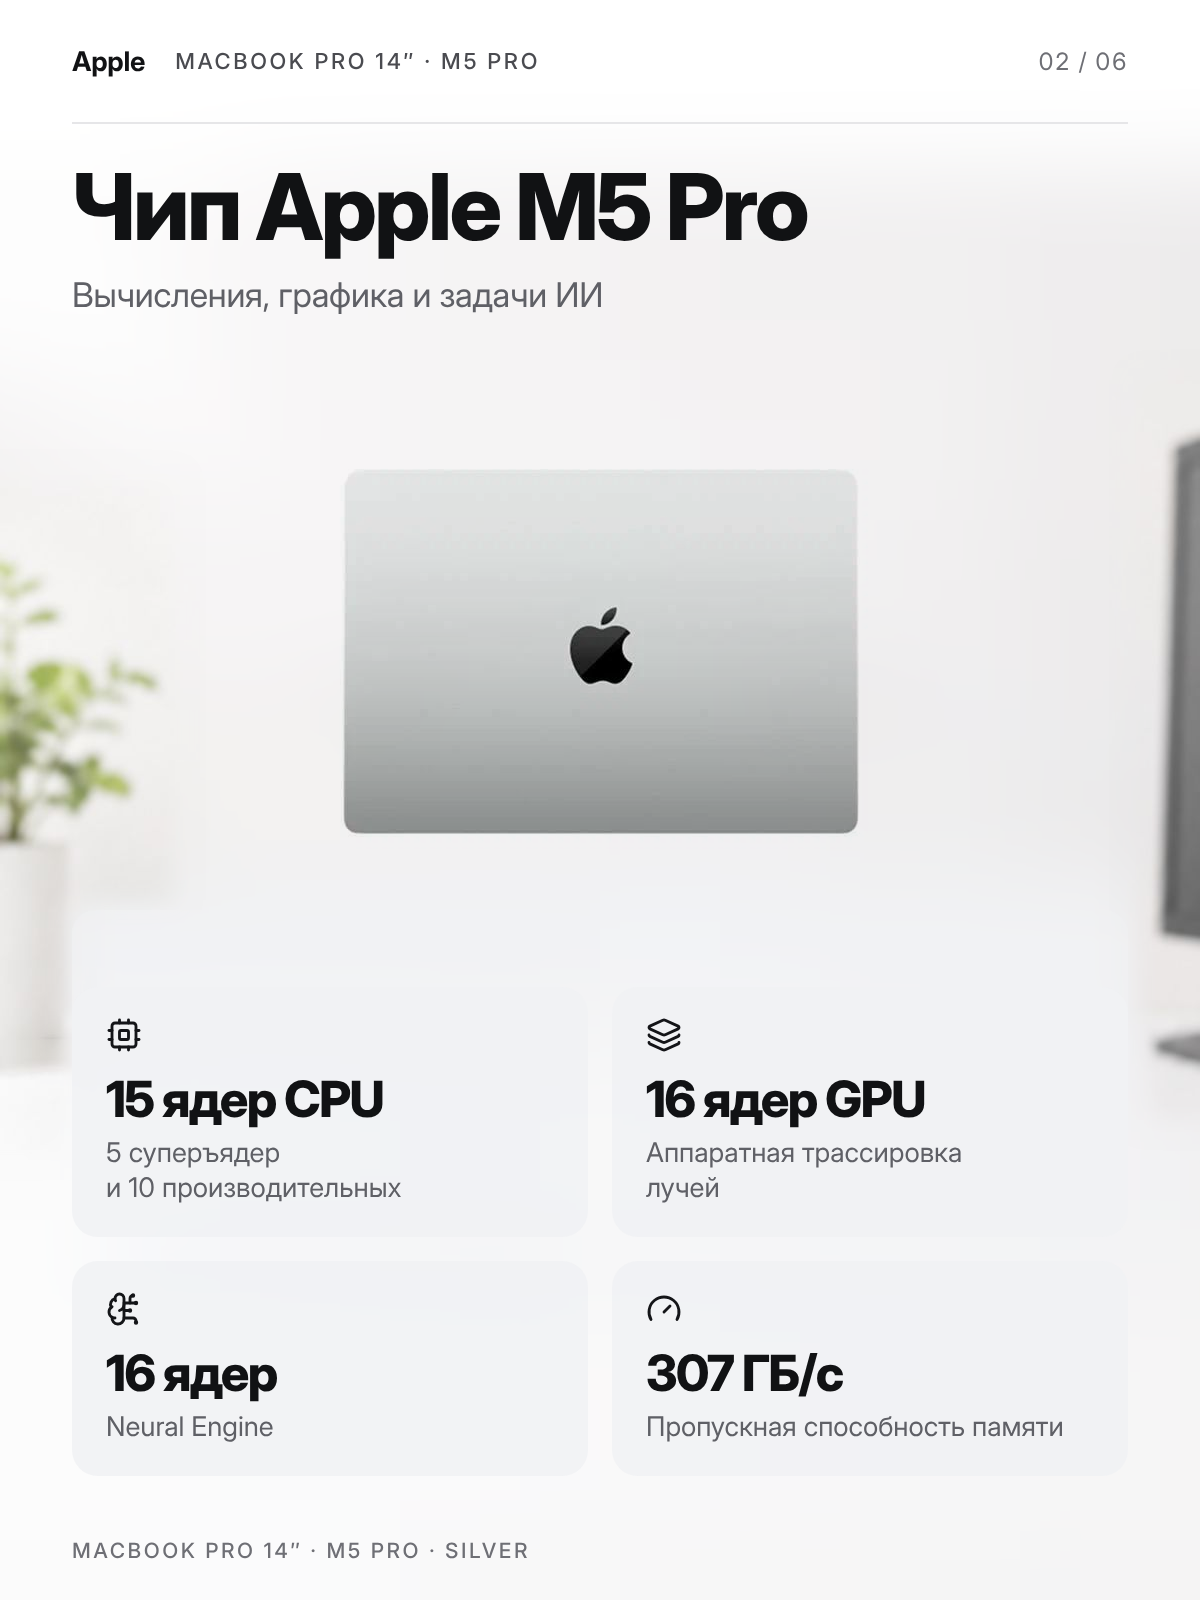 Apple MACBOOK PRO 14″ · M5 PRO 02 / 06
Чип Apple M5 Pro
Вычисления, графика и задачи ИИ
15 ядер CPU
5 суперъядер
и 10 производительных
16 ядер GPU
Аппаратная трассировка
лучей
16 ядер
Neural Engine
307 ГБ/с
Пропускная способность памяти
MACBOOK PRO 14″ · M5 PRO · SILVER